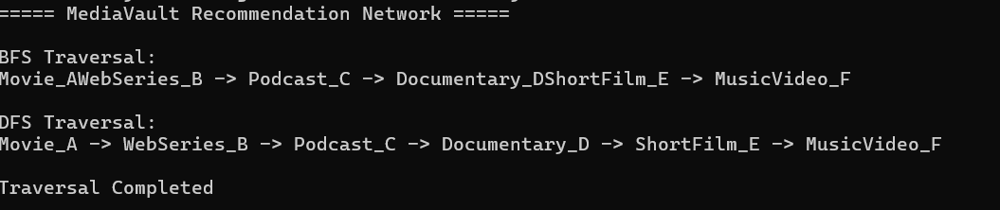 ===== MediaVault Recommendation Network =====
BFS Traversal:
Movie_AWebSeries_B -> Podcast_C -> Documentary_DShortFilm_E -> MusicVideo_F
DFS Traversal:
Movie_A -> WebSeries_B -> Podcast_C -> Documentary_D -> ShortFilm_E -> MusicVideo_F
Traversal Completed